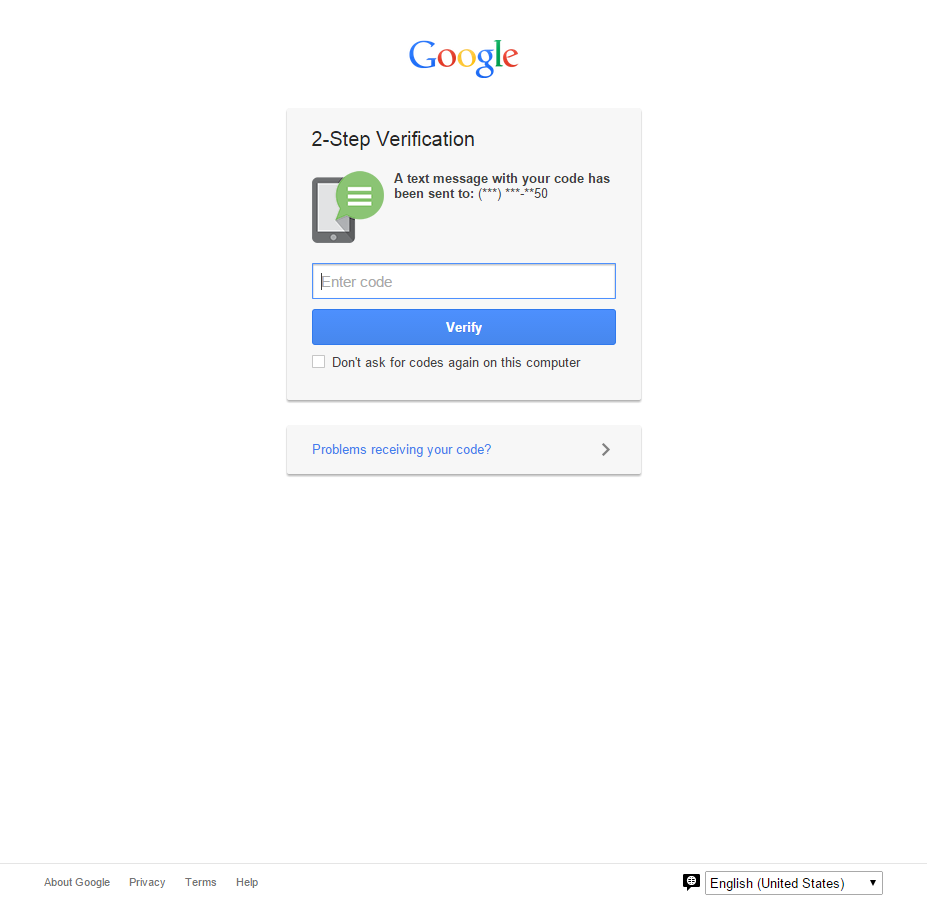 Google
2-Step Verification
A text message with your code has
been sent to: (***) ***-**50
Enter code
Verify
Don't ask for codes again on this computer
Problems receiving your code?
About Google Privacy Terms Help
English (United States)